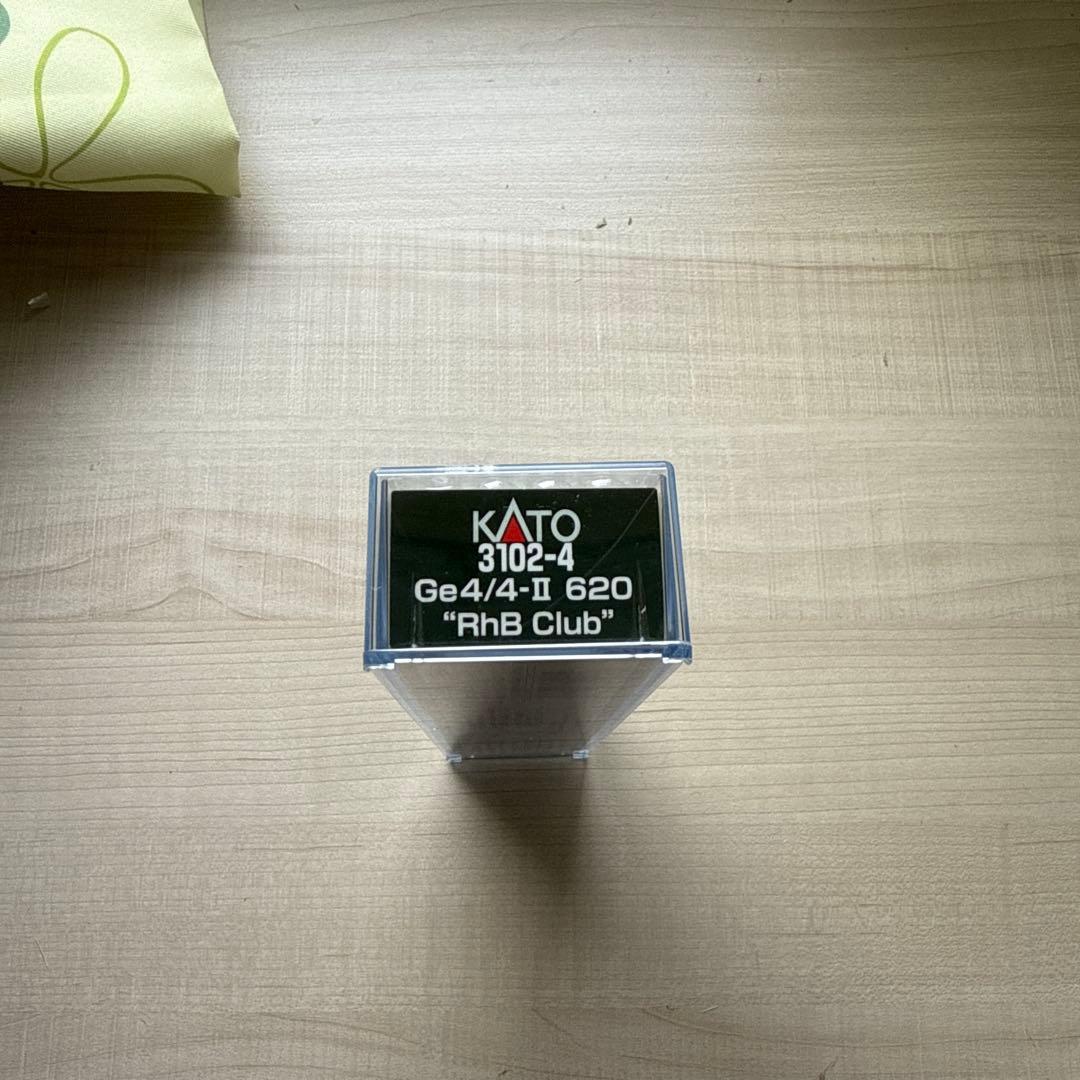 KATO
3102-4
Ge4/4-Ⅱ 620
“RhB Club”